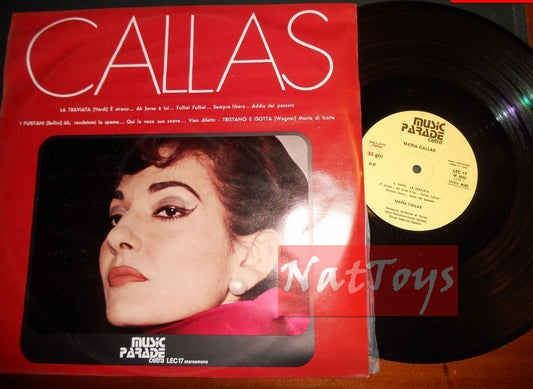 CALLAS
LA TRAVIATA (Verdi) È strano... Ah forse è lui... Follie! Follie!... Sempre libera... Addio del passato
I PURITANI (Bellini) Ah, rendetemi la speme... Qui la voce sua soave... Vien diletto - TRISTANO E ISOTTA (Wagner) Morte di Isotta
MUSIC
PARADE
cetra LEC 17 stereomono
MUSIC
PARADE
cetra
MARIA CALLAS
33 giri
LEC 17
MARIA CALLAS
NatToys